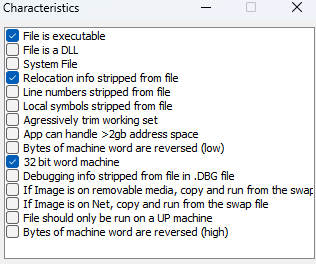 Characteristics
File is executable
File is a DLL
System File
Relocation info stripped from file
Line numbers stripped from file
Local symbols stripped from file
Agressively trim working set
App can handle >2gb address space
Bytes of machine word are reversed (low)
32 bit word machine
Debugging info stripped from file in .DBG file
If Image is on removable media, copy and run from the swap
If Image is on Net, copy and run from the swap file
File should only be run on a UP machine
Bytes of machine word are reversed (high)